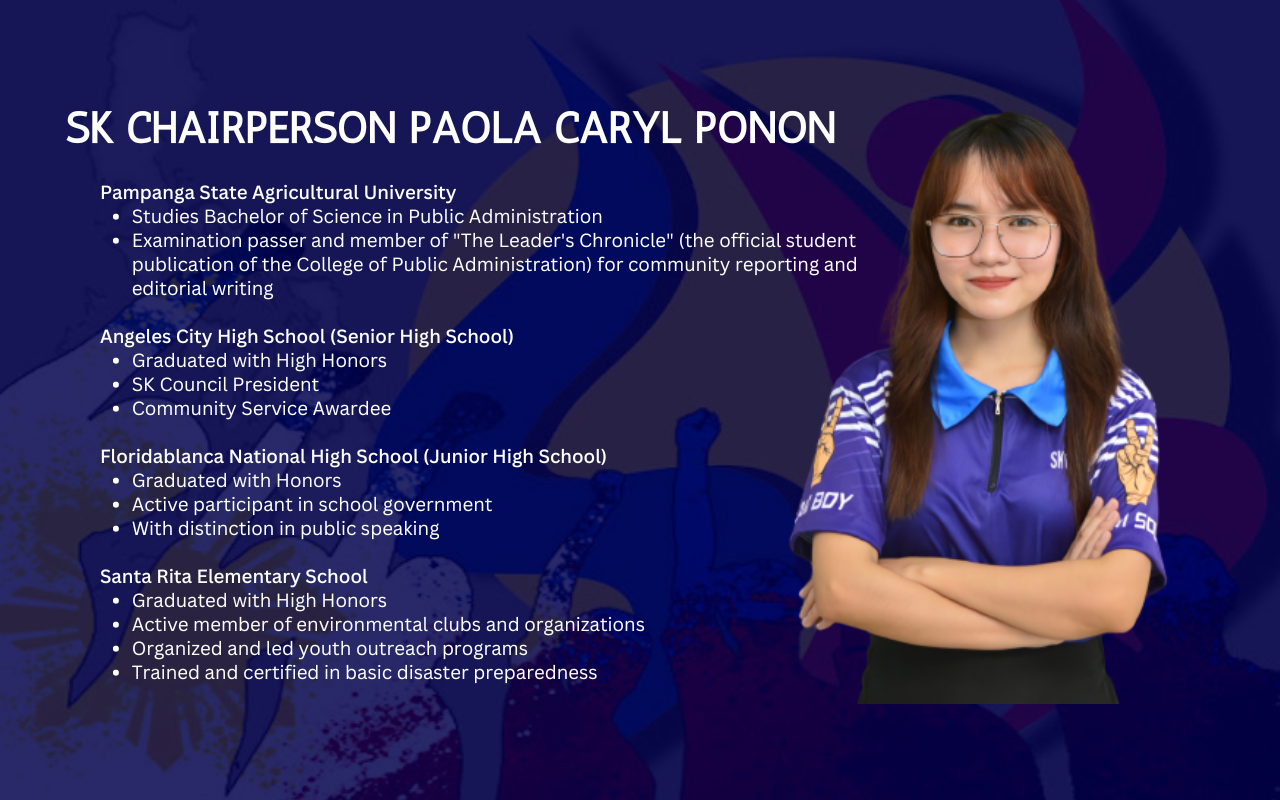 SK CHAIRPERSON PAOLA CARYL PONON
Pampanga State Agricultural University
• Studies Bachelor of Science in Public Administration
• Examination passer and member of "The Leader's Chronicle" (the official student
publication of the College of Public Administration) for community reporting and
editorial writing
Angeles City High School (Senior High School)
• Graduated with High Honors
• SK Council President
• Community Service Awardee
Floridablanca National High School (Junior High School)
• Graduated with Honors
• Active participant in school government
• With distinction in public speaking
Santa Rita Elementary School
• Graduated with High Honors
• Active member of environmental clubs and organizations
• Organized and led youth outreach programs
• Trained and certified in basic disaster preparedness
SK
BOY